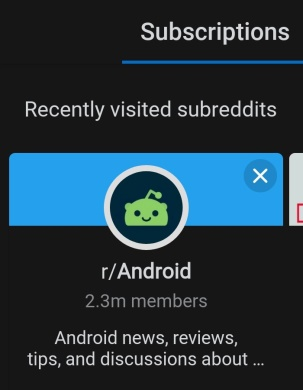 Subscriptions
Recently visited subreddits
r/Android
2.3m members
Android news, reviews,
tips, and discussions about ...